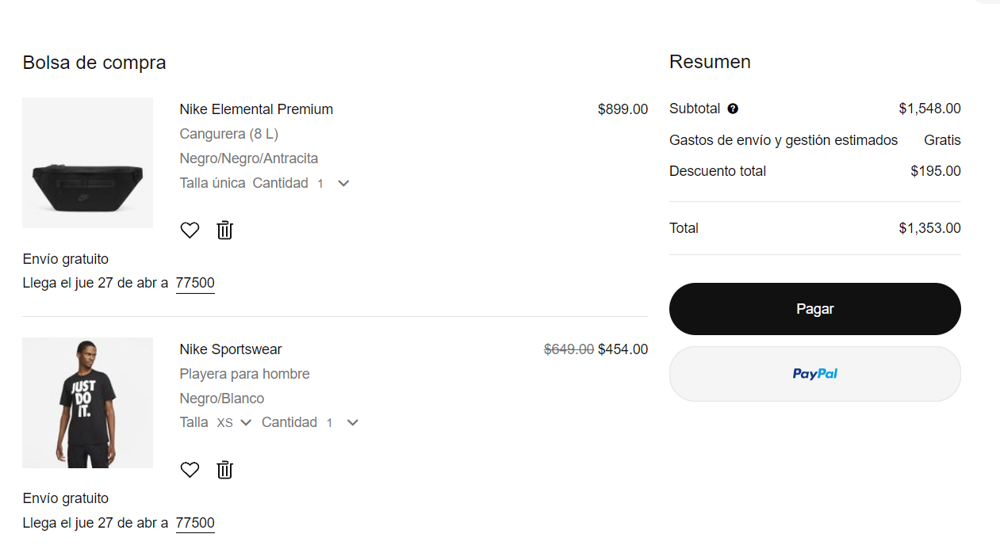 Bolsa de compra
Nike Elemental Premium $899.00
Cangurera (8 L)
Negro/Negro/Antracita
Talla única Cantidad 1
Envío gratuito
Llega el jue 27 de abr a 77500
Nike Sportswear $649.00 $454.00
JUST
DO
IT.
Playera para hombre
Negro/Blanco
Talla XS Cantidad 1
Envío gratuito
Llega el jue 27 de abr a 77500
Resumen
Subtotal ? $1,548.00
Gastos de envío y gestión estimados Gratis
Descuento total $195.00
Total $1,353.00
Pagar
PayPal